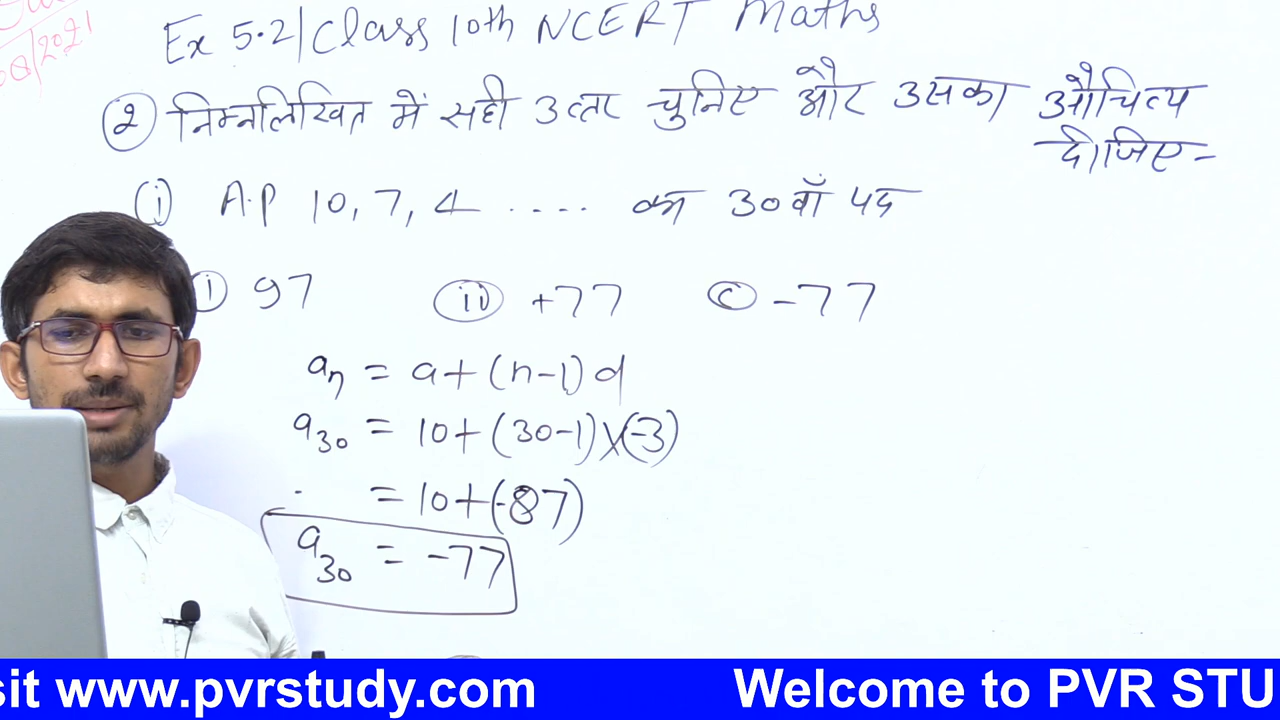 08/2021
Ex 5.2 | Class 10th NCERT Maths
② निम्नलिखित में सही उत्तर चुनिए और उसका औचित्य
दीजिए-
(i) A.P 10, 7, 4 .... का 30वाँ पद
(i) 97 (ii) +77 (c) -77
aₙ = a + (n-1) d
a₃₀ = 10 + (30-1) x (-3)
= 10 + (-87)
a₃₀ = -77
sit www.pvrstudy.com Welcome to PVR STU